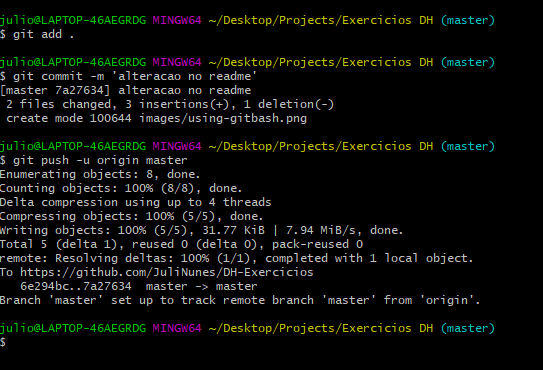 julio@LAPTOP-46AEGRDG MINGW64 ~/Desktop/Projects/Exercicios DH (master)
$ git add .
julio@LAPTOP-46AEGRDG MINGW64 ~/Desktop/Projects/Exercicios DH (master)
$ git commit -m 'alteracao no readme'
[master 7a27634] alteracao no readme
 2 files changed, 3 insertions(+), 1 deletion(-)
 create mode 100644 images/using-gitbash.png
julio@LAPTOP-46AEGRDG MINGW64 ~/Desktop/Projects/Exercicios DH (master)
$ git push -u origin master
Enumerating objects: 8, done.
Counting objects: 100% (8/8), done.
Delta compression using up to 4 threads
Compressing objects: 100% (5/5), done.
Writing objects: 100% (5/5), 31.77 KiB | 7.94 MiB/s, done.
Total 5 (delta 1), reused 0 (delta 0), pack-reused 0
remote: Resolving deltas: 100% (1/1), completed with 1 local object.
To https://github.com/JuliNunes/DH-Exercicios
   6e294bc..7a27634  master -> master
Branch 'master' set up to track remote branch 'master' from 'origin'.
julio@LAPTOP-46AEGRDG MINGW64 ~/Desktop/Projects/Exercicios DH (master)
$